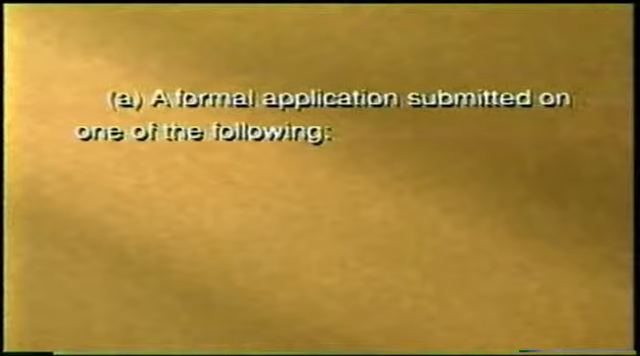 (a) A formal application submitted on
one of the following: